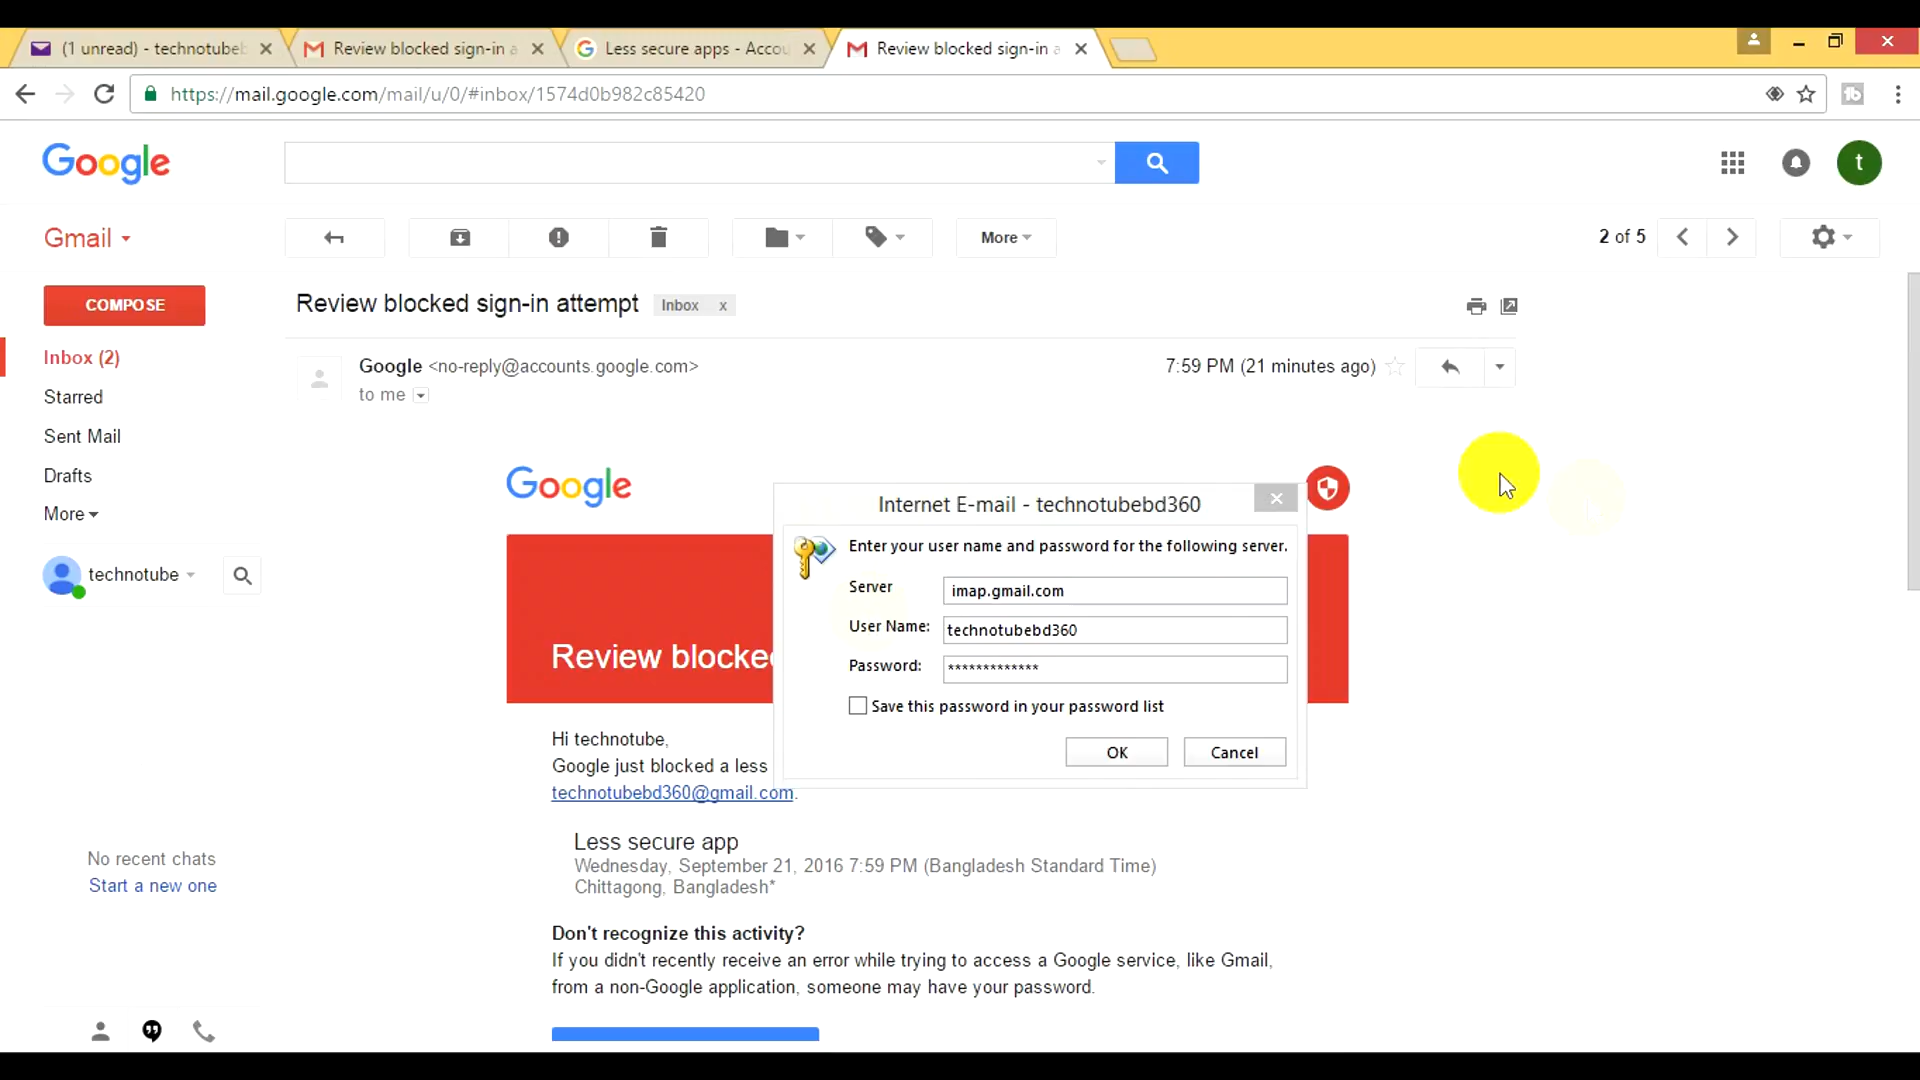 (1 unread) - technotubeb
Review blocked sign-in a
Less secure apps - Accou
Review blocked sign-in a
https://mail.google.com/mail/u/0/#inbox/1574d0b982c85420
Google
Gmail
More
2 of 5
COMPOSE
Review blocked sign-in attempt
Inbox x
Inbox (2)
Starred
Sent Mail
Drafts
More
Google <no-reply@accounts.google.com>
7:59 PM (21 minutes ago)
to me
t
technotube
No recent chats
Start a new one
Google
Review blocked
Internet E-mail - technotubebd360
Enter your user name and password for the following server.
Server
imap.gmail.com
User Name:
technotubebd360
Password:
*************
Save this password in your password list
OK
Cancel
Hi technotube,
Google just blocked a less
technotubebd360@gmail.com.
Less secure app
Wednesday, September 21, 2016 7:59 PM (Bangladesh Standard Time)
Chittagong, Bangladesh*
Don't recognize this activity?
If you didn't recently receive an error while trying to access a Google service, like Gmail,
from a non-Google application, someone may have your password.